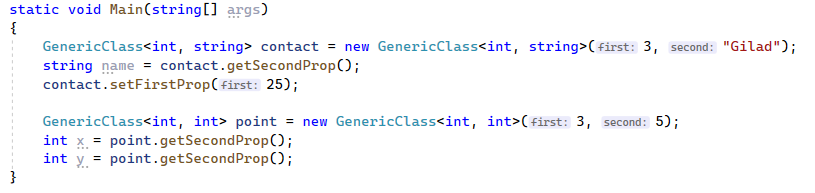 static void Main(string[] args)
{
GenericClass<int, string> contact = new GenericClass<int, string>(first: 3, second: "Gilad");
string name = contact.getSecondProp();
contact.setFirstProp(first: 25);
GenericClass<int, int> point = new GenericClass<int, int>(first: 3, second: 5);
int x = point.getSecondProp();
int y = point.getSecondProp();
}